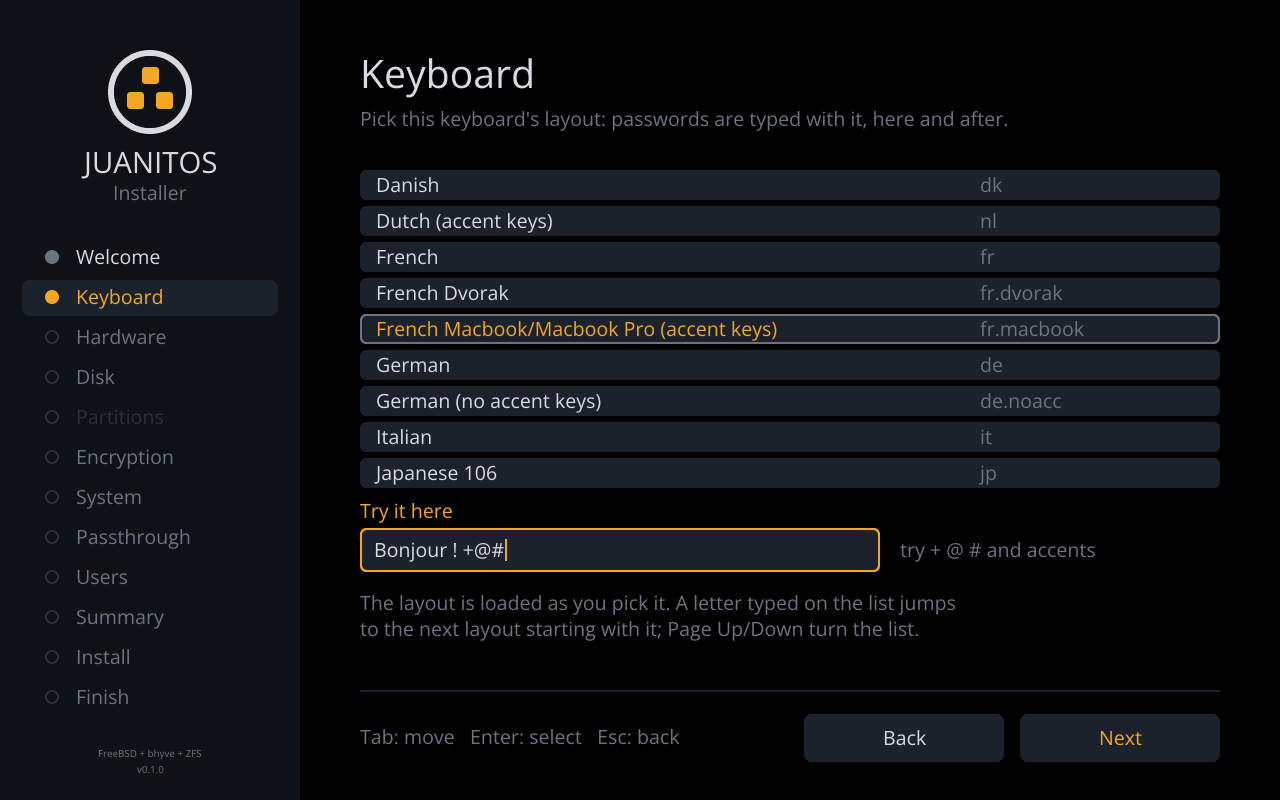 JUANITOS
Installer
Welcome
Keyboard
Hardware
Disk
Partitions
Encryption
System
Passthrough
Users
Summary
Install
Finish
FreeBSD + bhyve + ZFS
v0.1.0
Keyboard
Pick this keyboard's layout: passwords are typed with it, here and after.
Danish dk
Dutch (accent keys) nl
French fr
French Dvorak fr.dvorak
French Macbook/Macbook Pro (accent keys) fr.macbook
German de
German (no accent keys) de.noacc
Italian it
Japanese 106 jp
Try it here
Bonjour ! +@# try + @ # and accents
The layout is loaded as you pick it. A letter typed on the list jumps
to the next layout starting with it; Page Up/Down turn the list.
Tab: move Enter: select Esc: back Back Next